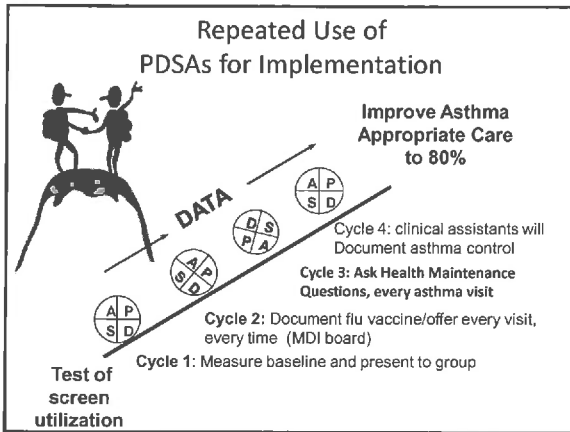 Repeated Use of
PDSAs for Implementation
Improve Asthma
Appropriate Care
to 80%
DATA
A P
S D
D S
P A
A P
S D
A P
S D
Cycle 4: clinical assistants will
Document asthma control
Cycle 3: Ask Health Maintenance
Questions, every asthma visit
Cycle 2: Document flu vaccine/offer every visit,
every time (MDI board)
Cycle 1: Measure baseline and present to group
Test of
screen
utilization